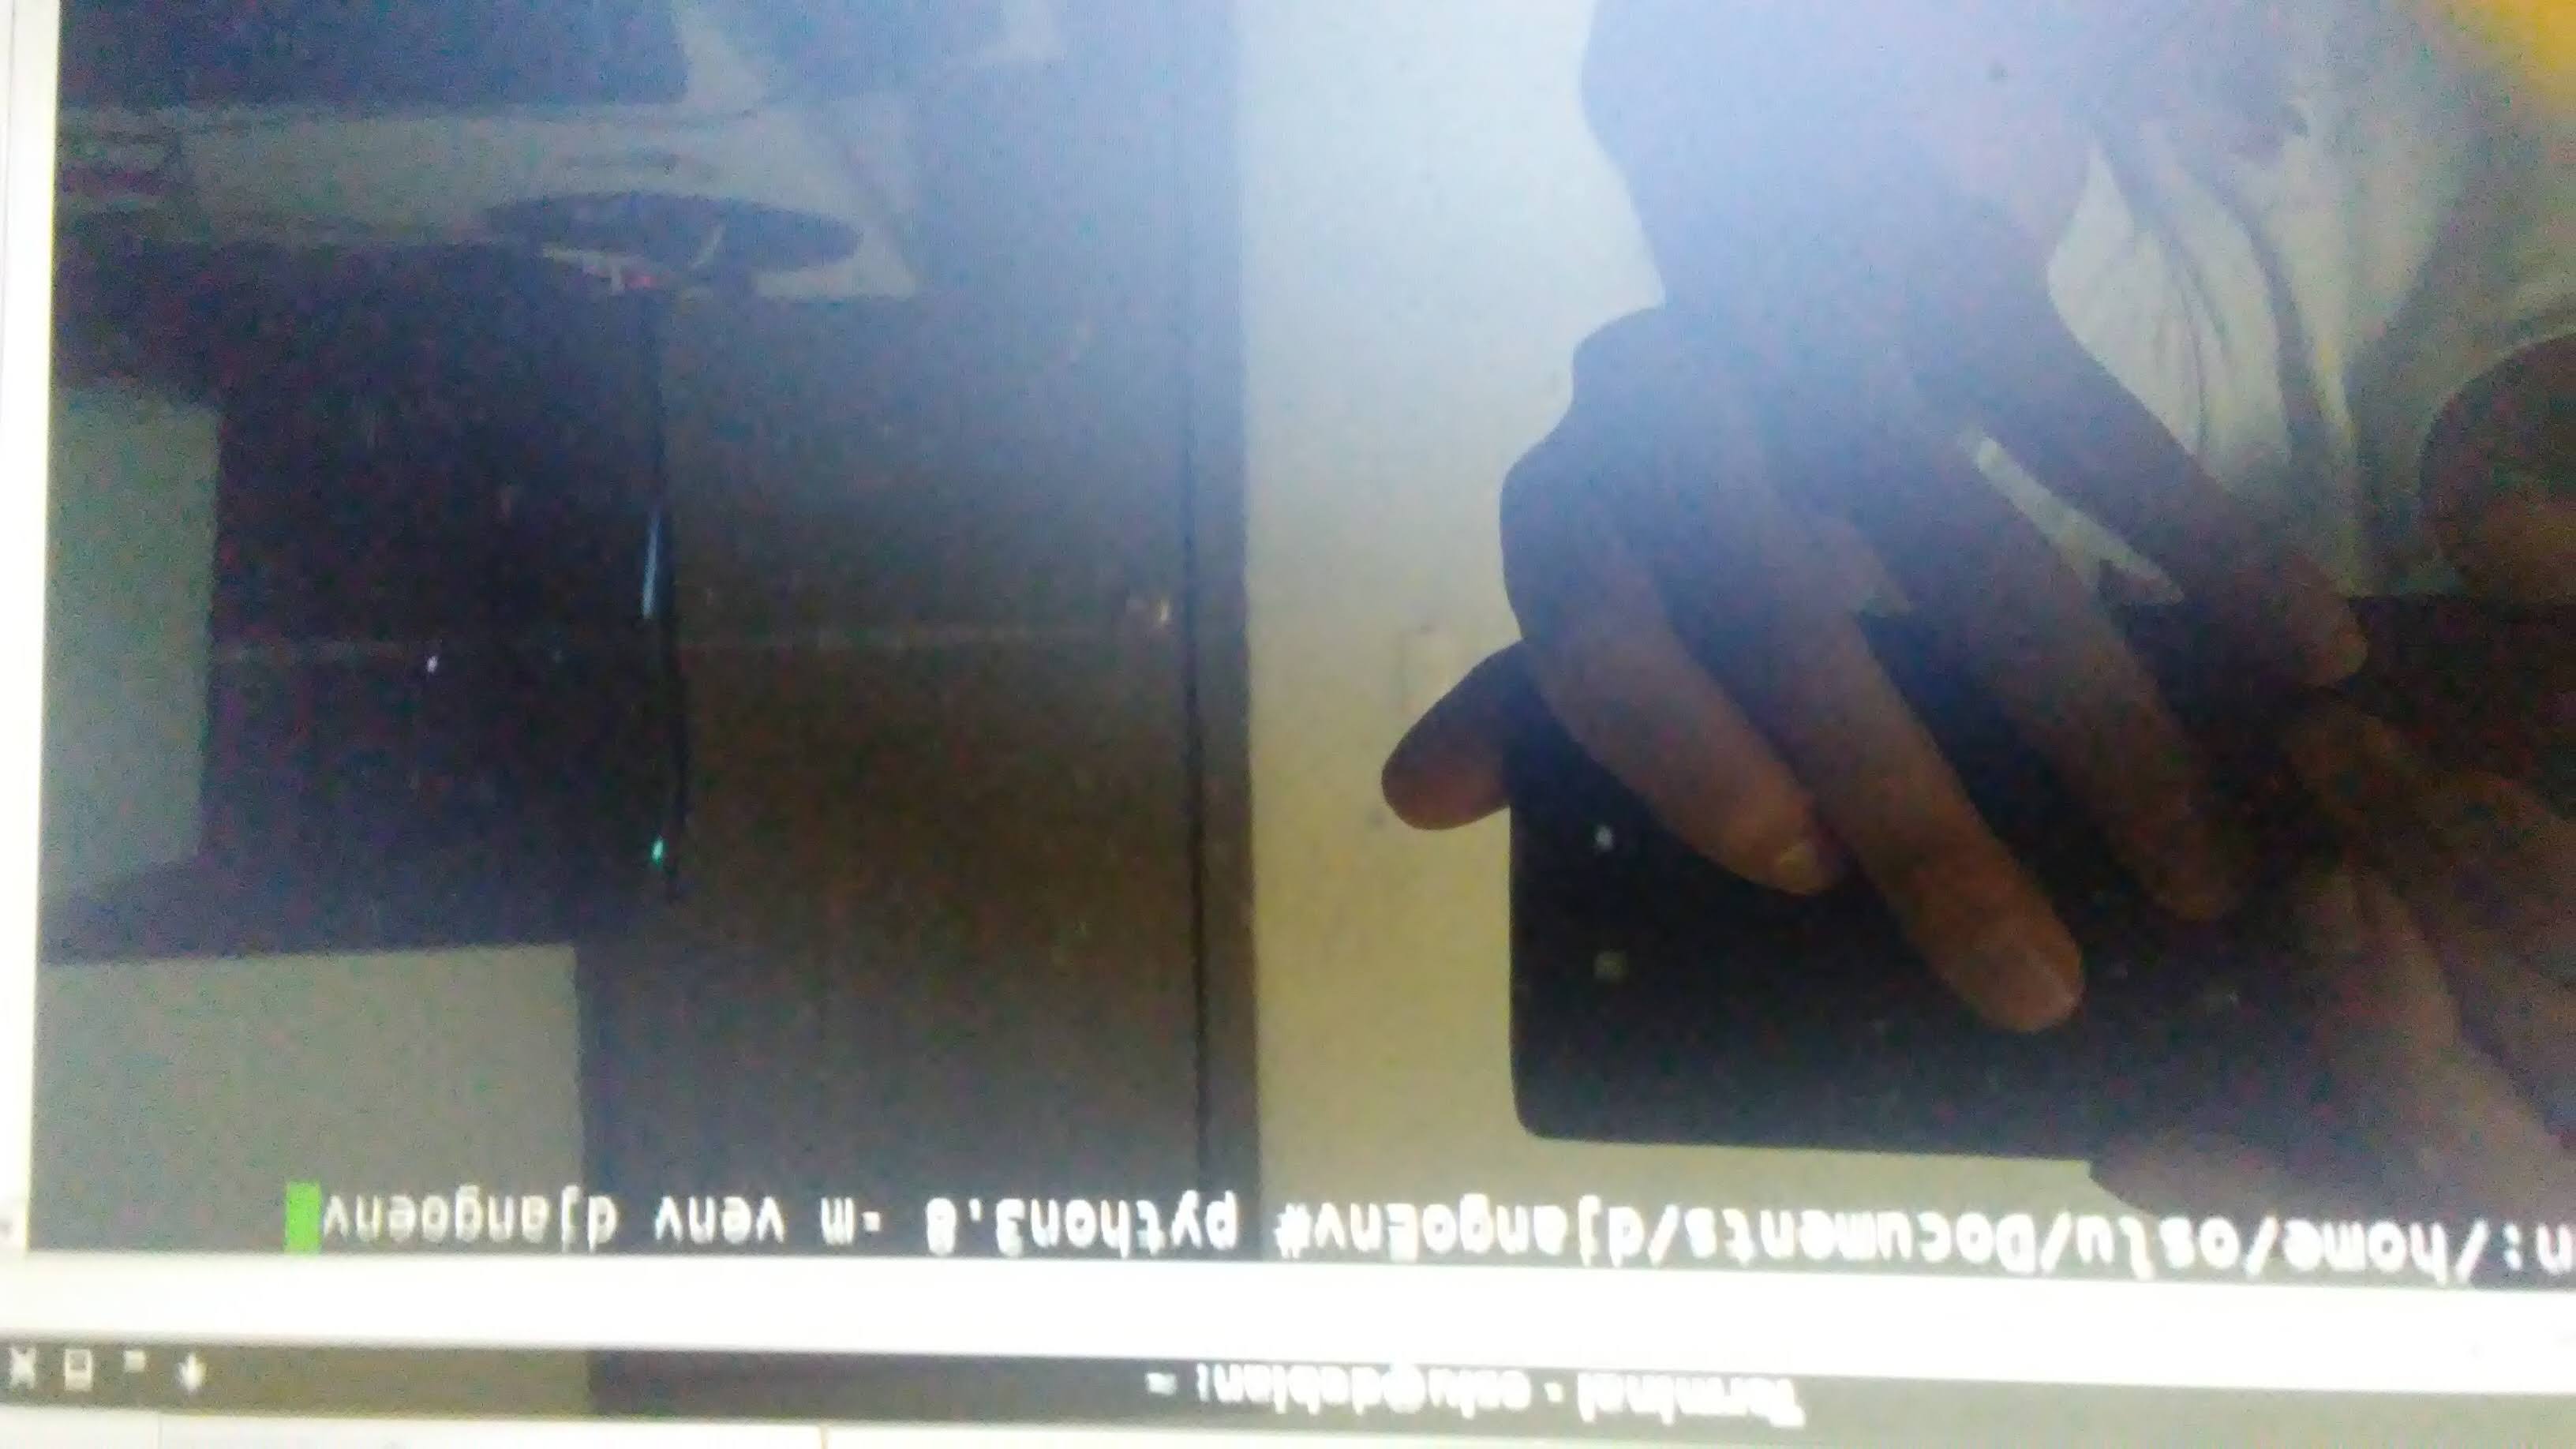 Terminal - oslu@debian: ~
n:/home/oslu/Documents/djangoEnv# python3.8 -m venv djangoenv